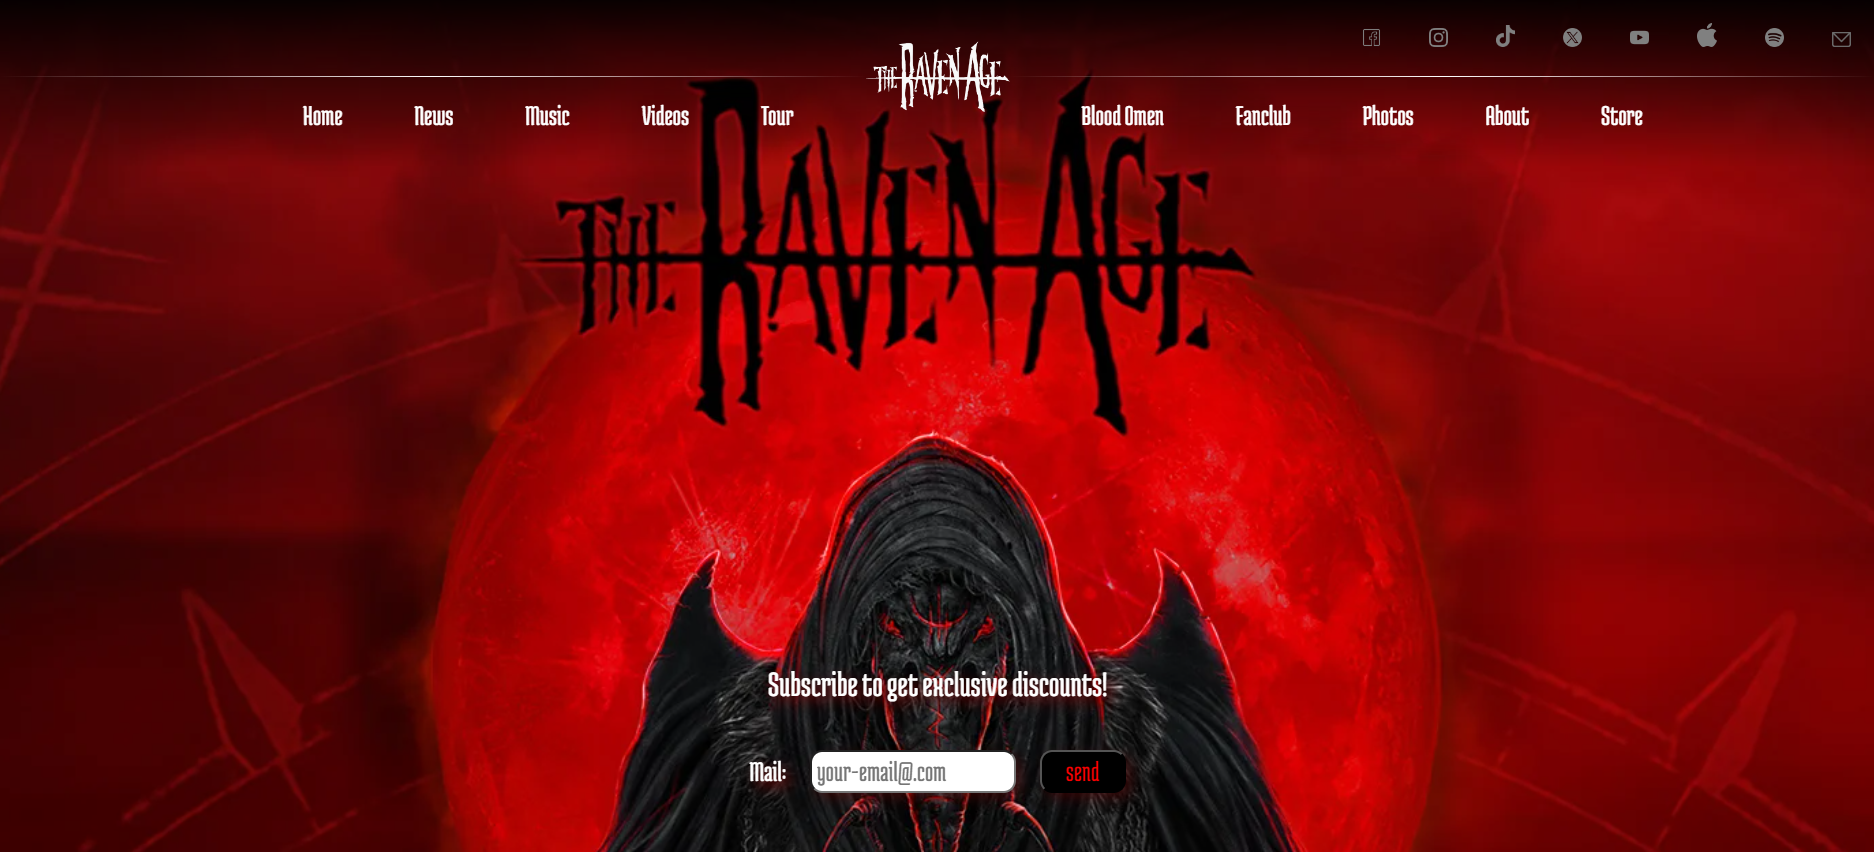 THE RAVEN AGE
Home News Music Videos Tour Blood Omen Fanclub Photos About Store
THE RAVEN AGE
Subscribe to get exclusive discounts!
Mail: your-email@.com send